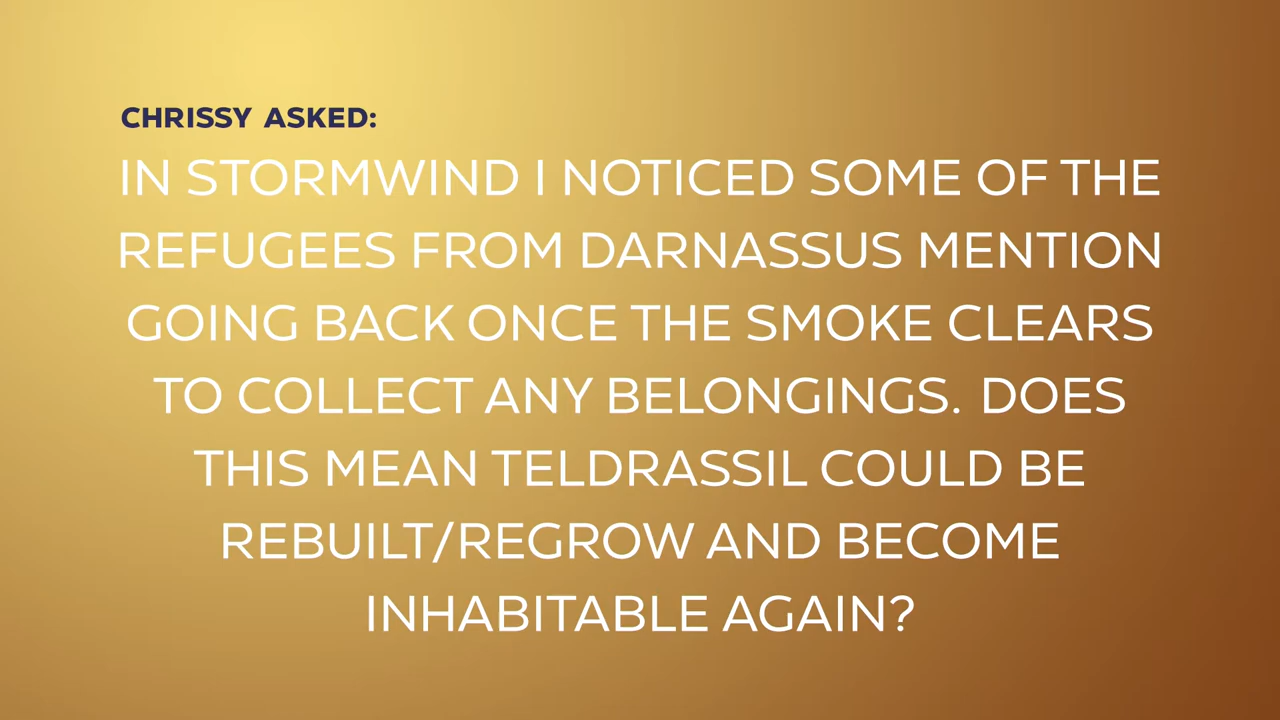 CHRISSY ASKED:
IN STORMWIND I NOTICED SOME OF THE
REFUGEES FROM DARNASSUS MENTION
GOING BACK ONCE THE SMOKE CLEARS
TO COLLECT ANY BELONGINGS. DOES
THIS MEAN TELDRASSIL COULD BE
REBUILT/REGROW AND BECOME
INHABITABLE AGAIN?